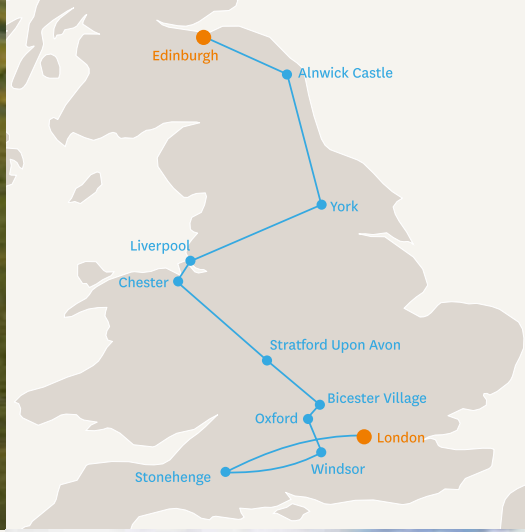 Edinburgh
Alnwick Castle
York
Liverpool
Chester
Stratford Upon Avon
Bicester Village
Oxford
London
Windsor
Stonehenge